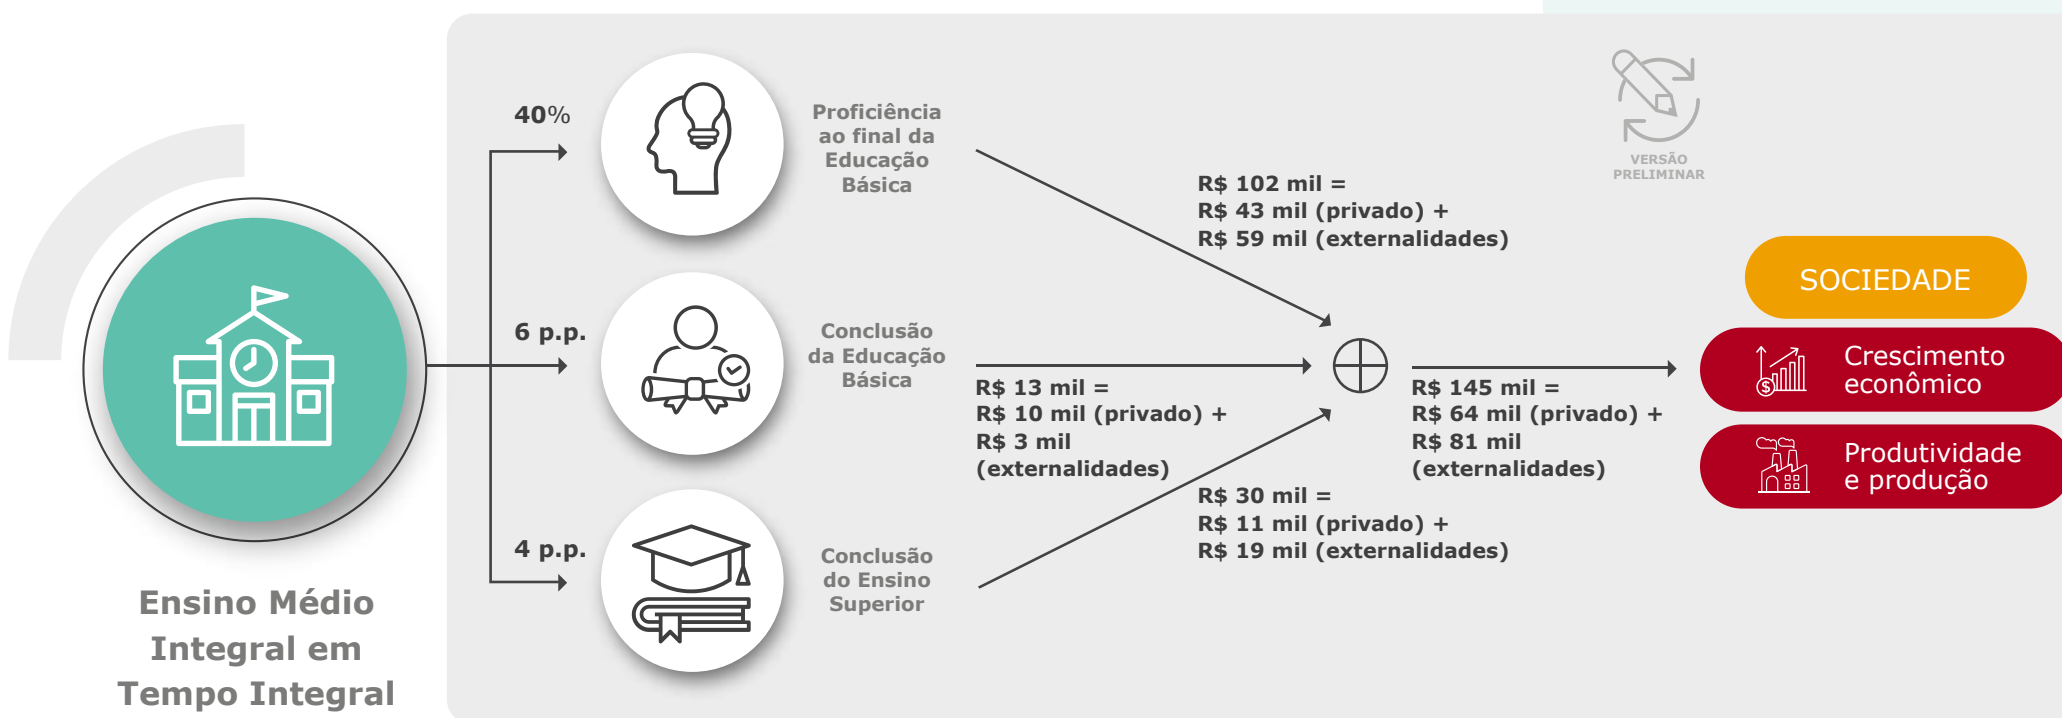 40%
Proficiência
ao final da
Educação
Básica
VERSÃO
PRELIMINAR
R$ 102 mil =
R$ 43 mil (privado) +
R$ 59 mil (externalidades)
SOCIEDADE
6 p.p.
Conclusão
da Educação
Básica
R$ 13 mil =
R$ 10 mil (privado) +
R$ 3 mil
(externalidades)
R$ 145 mil =
R$ 64 mil (privado) +
R$ 81 mil
(externalidades)
Crescimento
econômico
Produtividade
e produção
4 p.p.
Conclusão
do Ensino
Superior
R$ 30 mil =
R$ 11 mil (privado) +
R$ 19 mil (externalidades)
Ensino Médio
Integral em
Tempo Integral